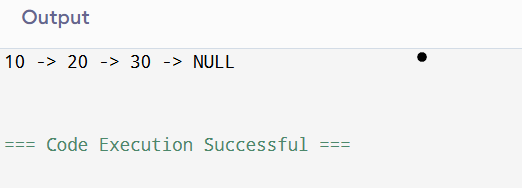 Output
10 -> 20 -> 30 -> NULL
=== Code Execution Successful ===